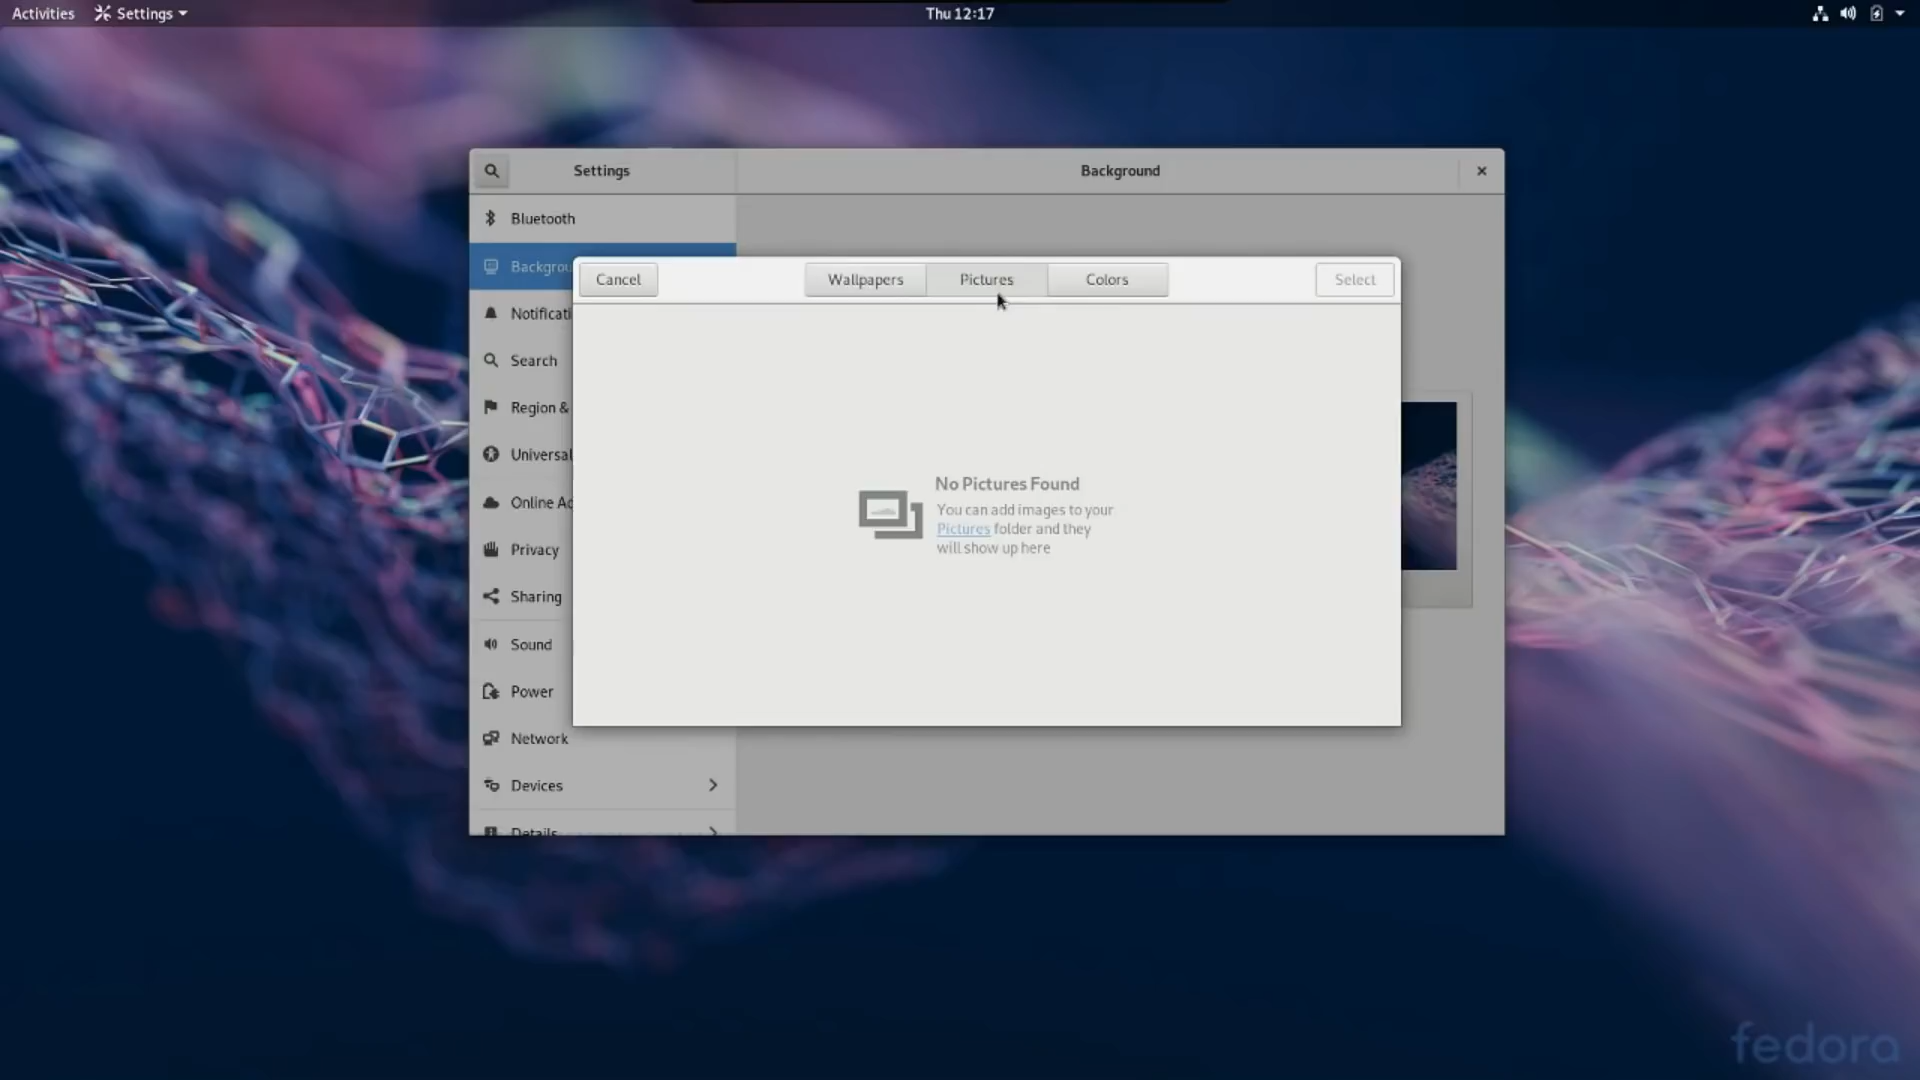 Activities
Settings
Thu 12:17
Settings
Background
Bluetooth
Backgrou
Cancel
Wallpapers
Pictures
Colors
Select
Notificati
Search
Region &
Universal
Online Ac
Privacy
Sharing
Sound
Power
Network
Devices
Details
No Pictures Found
You can add images to your
Pictures folder and they
will show up here
fedora